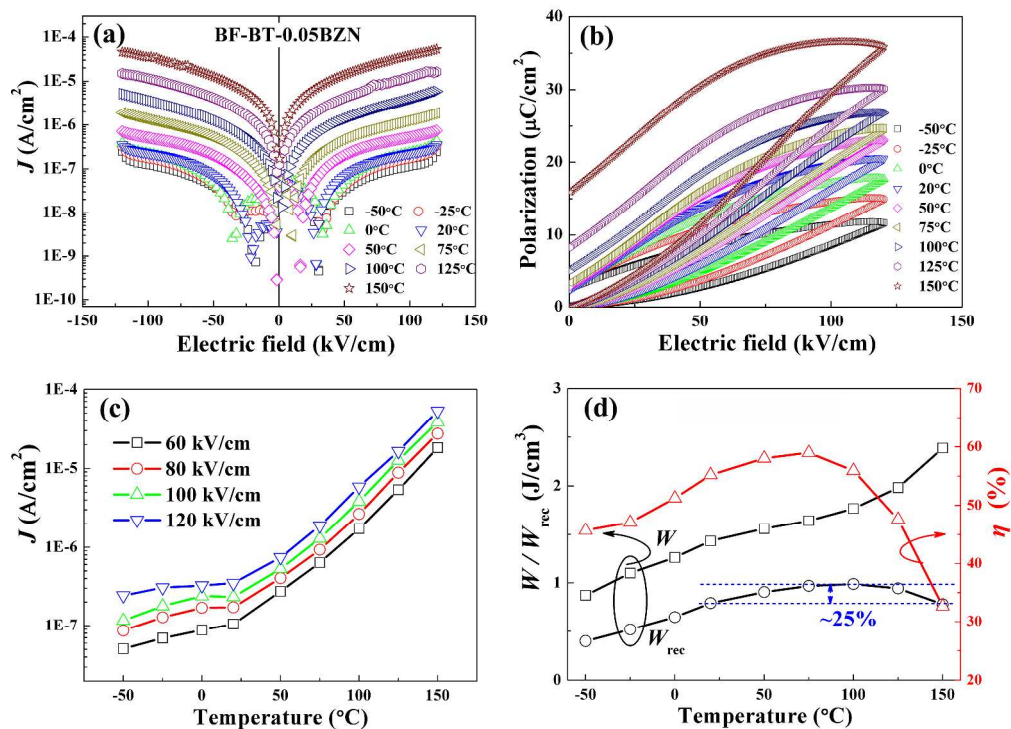 (a)
BF-BT-0.05BZN
J (A/cm²)
1E-4
1E-5
1E-6
1E-7
1E-8
1E-9
1E-10
-50°C
-25°C
0°C
20°C
50°C
75°C
100°C
125°C
150°C
-150 -100 -50 0 50 100 150
Electric field (kV/cm)
(b)
Polarization (μC/cm²)
40
30
20
10
0
-50°C
-25°C
0°C
20°C
50°C
75°C
100°C
125°C
150°C
0 50 100 150
Electric field (kV/cm)
(c)
J (A/cm²)
1E-4
1E-5
1E-6
1E-7
60 kV/cm
80 kV/cm
100 kV/cm
120 kV/cm
-50 0 50 100 150
Temperature (°C)
(d)
W / W rec (J/cm³)
3
2
1
0
W
Wrec
~25%
70
60
50
40
30
20
η (%)
-50 0 50 100 150
Temperature (°C)